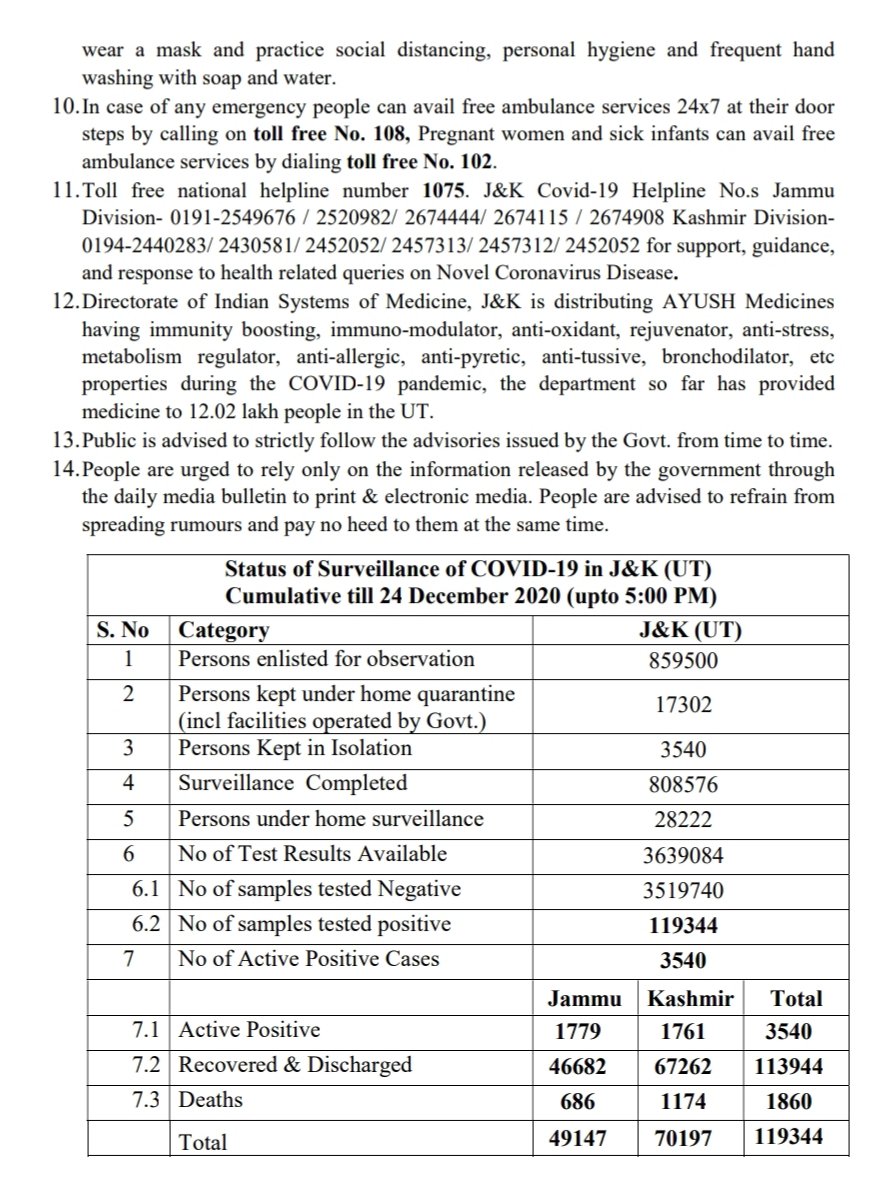 wear a mask and practice social distancing, personal hygiene and frequent hand
washing with soap and water.
10. In case of any emergency people can avail free ambulance services 24x7 at their door
steps by calling on toll free No. 108, Pregnant women and sick infants can avail free
ambulance services by dialing toll free No. 102.
11. Toll free national helpline number 1075. J&K Covid-19 Helpline No.s Jammu
Division- 0191-2549676 / 2520982/ 2674444/ 2674115 / 2674908 Kashmir Division-
0194-2440283/ 2430581/ 2452052/ 2457313/ 2457312/ 2452052 for support, guidance,
and response to health related queries on Novel Coronavirus Disease.
12. Directorate of Indian Systems of Medicine, J&K is distributing AYUSH Medicines
having immunity boosting, immuno-modulator, anti-oxidant, rejuvenator, anti-stress,
metabolism regulator, anti-allergic, anti-pyretic, anti-tussive, bronchodilator, etc
properties during the COVID-19 pandemic, the department so far has provided
medicine to 12.02 lakh people in the UT.
13. Public is advised to strictly follow the advisories issued by the Govt. from time to time.
14. People are urged to rely only on the information released by the government through
the daily media bulletin to print & electronic media. People are advised to refrain from
spreading rumours and pay no heed to them at the same time.
Status of Surveillance of COVID-19 in J&K (UT)
Cumulative till 24 December 2020 (upto 5:00 PM)
S. No Category J&K (UT)
1 Persons enlisted for observation 859500
2 Persons kept under home quarantine
(incl facilities operated by Govt.) 17302
3 Persons Kept in Isolation 3540
4 Surveillance Completed 808576
5 Persons under home surveillance 28222
6 No of Test Results Available 3639084
6.1 No of samples tested Negative 3519740
6.2 No of samples tested positive 119344
7 No of Active Positive Cases 3540
Jammu Kashmir Total
7.1 Active Positive 1779 1761 3540
7.2 Recovered & Discharged 46682 67262 113944
7.3 Deaths 686 1174 1860
Total 49147 70197 119344